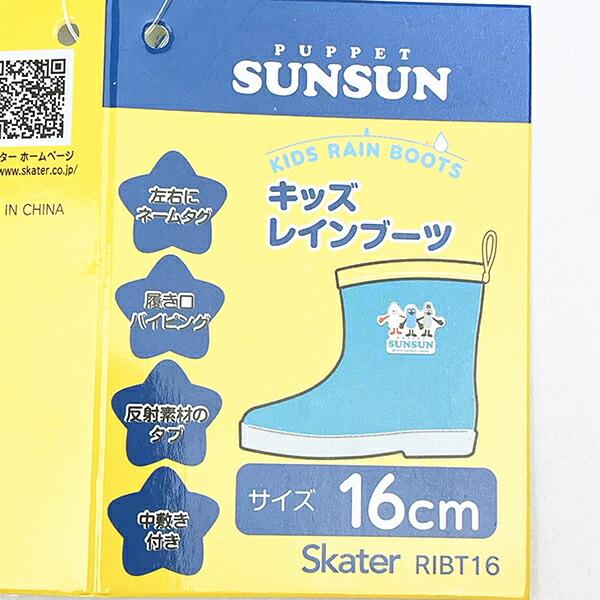 ター ホームページ
www.skater.co.jp/
IN CHINA
PUPPET
SUNSUN
KIDS RAIN BOOTS
キッズ
レインブーツ
左右に
ネームタグ
履き口
パイピング
反射素材の
タブ
中敷き
付き
PUPPET
SUNSUN
サイズ 16cm
Skater RIBT16